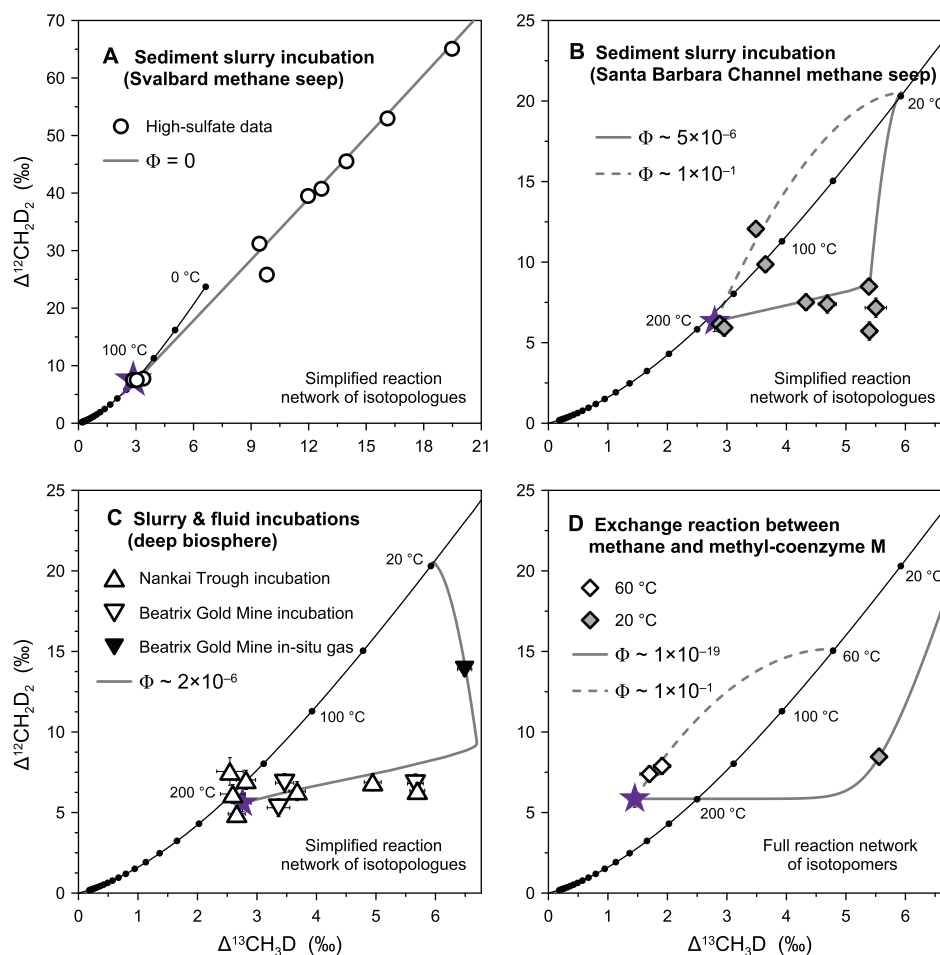 A Sediment slurry incubation
(Svalbard methane seep)
High-sulfate data
Φ = 0
0 °C
100 °C
Simplified reaction
network of isotopologues
Δ¹²CH₂D₂ (‰)
70
60
50
40
30
20
10
0
0 3 6 9 12 15 18 21
B Sediment slurry incubation
(Santa Barbara Channel methane seep)
Φ ~ 5×10⁻⁶
Φ ~ 1×10⁻¹
20 °C
100 °C
200 °C
Simplified reaction
network of isotopologues
25
20
15
10
5
0
0 1 2 3 4 5 6
C Slurry & fluid incubations
(deep biosphere)
Nankai Trough incubation
Beatrix Gold Mine incubation
Beatrix Gold Mine in-situ gas
Φ ~ 2×10⁻⁶
20 °C
100 °C
200 °C
Simplified reaction
network of isotopologues
Δ¹²CH₂D₂ (‰)
25
20
15
10
5
0
0 1 2 3 4 5 6
Δ¹³CH₃D (‰)
D Exchange reaction between
methane and methyl-coenzyme M
60 °C
20 °C
Φ ~ 1×10⁻¹⁹
Φ ~ 1×10⁻¹
20 °C
60 °C
100 °C
200 °C
Full reaction network
of isotopomers
25
20
15
10
5
0
0 1 2 3 4 5 6
Δ¹³CH₃D (‰)